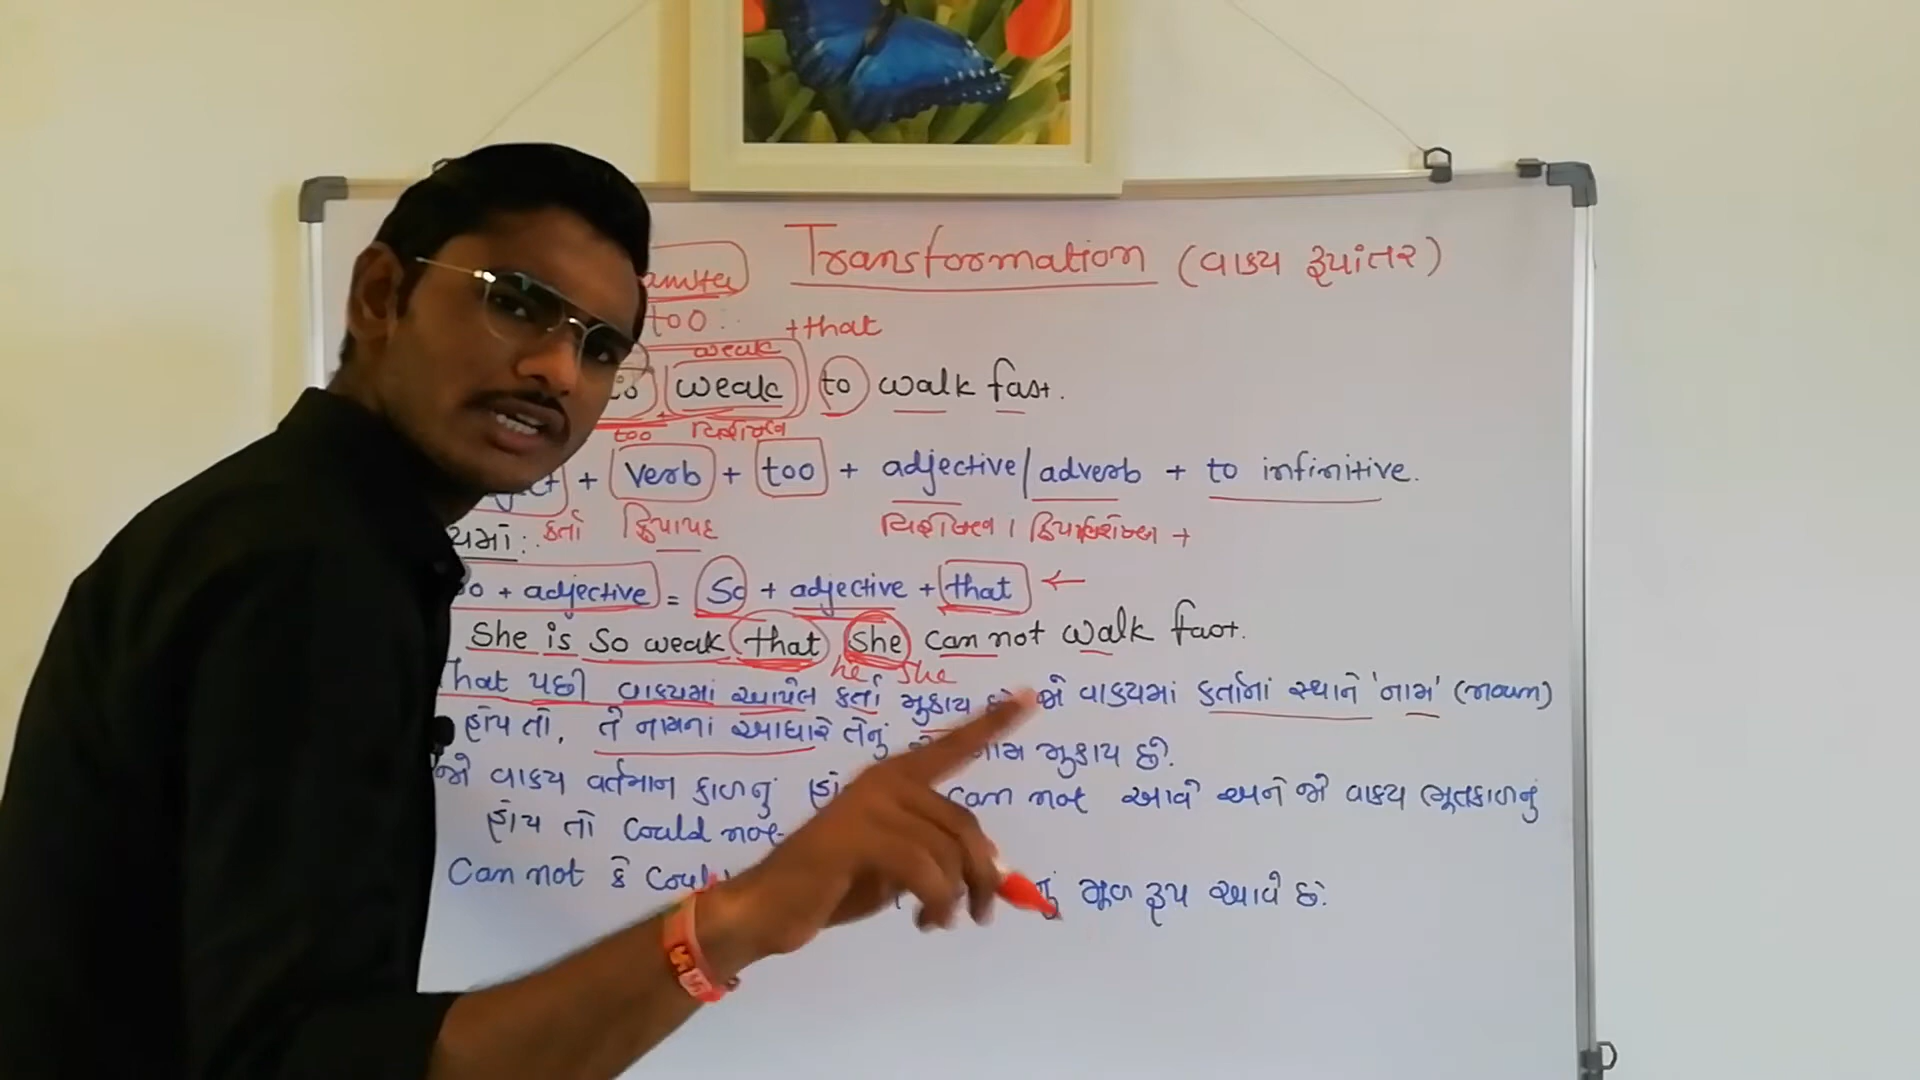 Transformation (વાક્ય રૂપાંતર)
too: +that
weak
weak to walk fast.
too વિશેષણ
+ Verb + too + adjective/adverb + to infinitive.
કર્તા ક્રિયાપદ વિશેષણ / ક્રિયાવિશેષણ +
+ adjective = So + adjective + that ←
She is So weak that she can not walk fast.
he she
That પછી વાક્યમાં આપેલ કર્તા મુકાય જો વાક્યમાં કર્તાનાં સ્થાને 'નામ' (noun)
હોય તો, તે નામનાં આધારે તેનું મુકાય છે.
જો વાક્ય વર્તમાન કાળનું can not આવે અને જો વાક્ય ભૂતકાળનું
હોય તો Could not
Can not કે મૂળ રૂપ આવે છે.